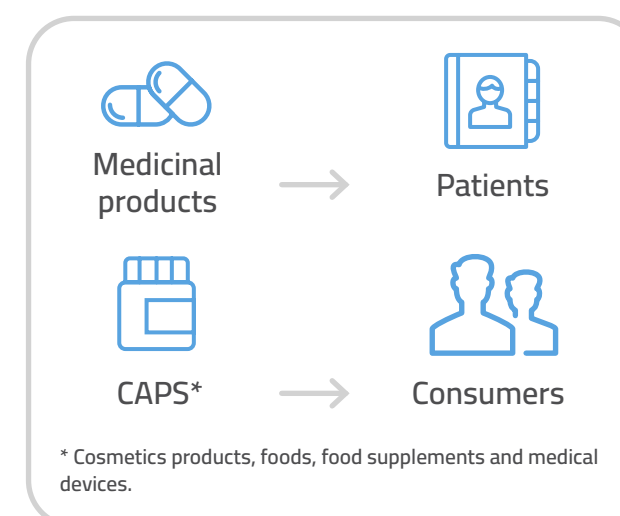 Medicinal
products
Patients
CAPS*
Consumers
* Cosmetics products, foods, food supplements and medical
devices.